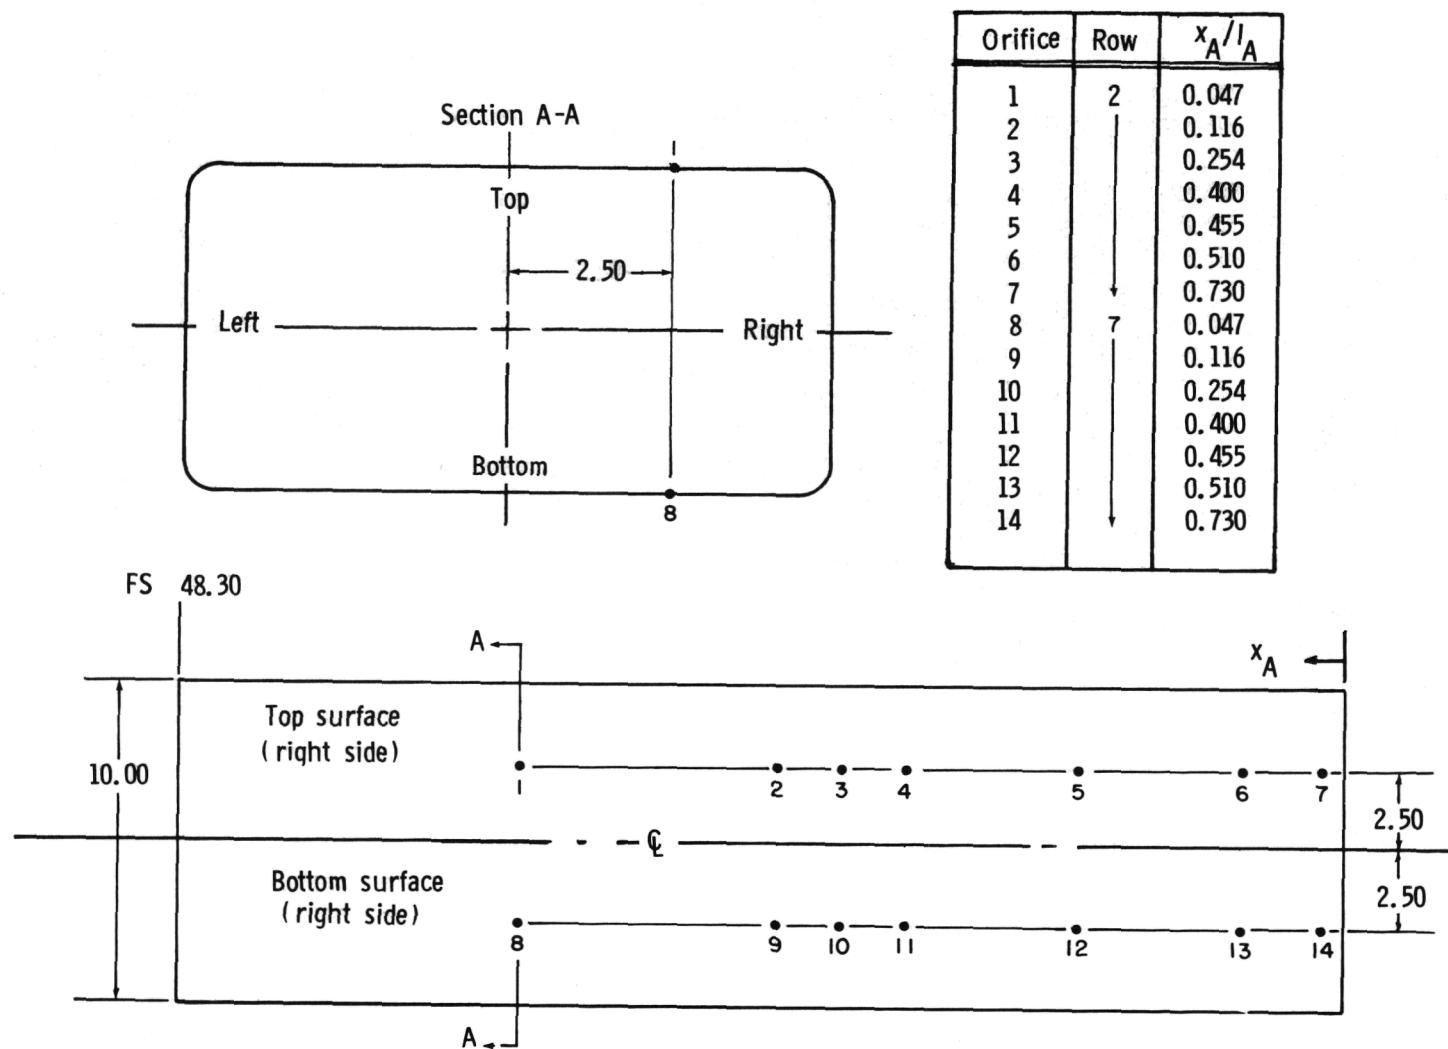 Section A-A
Top
2.50
Left
Right
Bottom
8
Orifice Row x_A/l_A
1 2 0.047
2 0.116
3 0.254
4 0.400
5 0.455
6 0.510
7 0.730
8 7 0.047
9 0.116
10 0.254
11 0.400
12 0.455
13 0.510
14 0.730
FS 48.30
A
x_A
Top surface
(right side)
10.00
1 2 3 4 5 6 7
2.50
℄
Bottom surface
(right side)
2.50
8 9 10 11 12 13 14
A